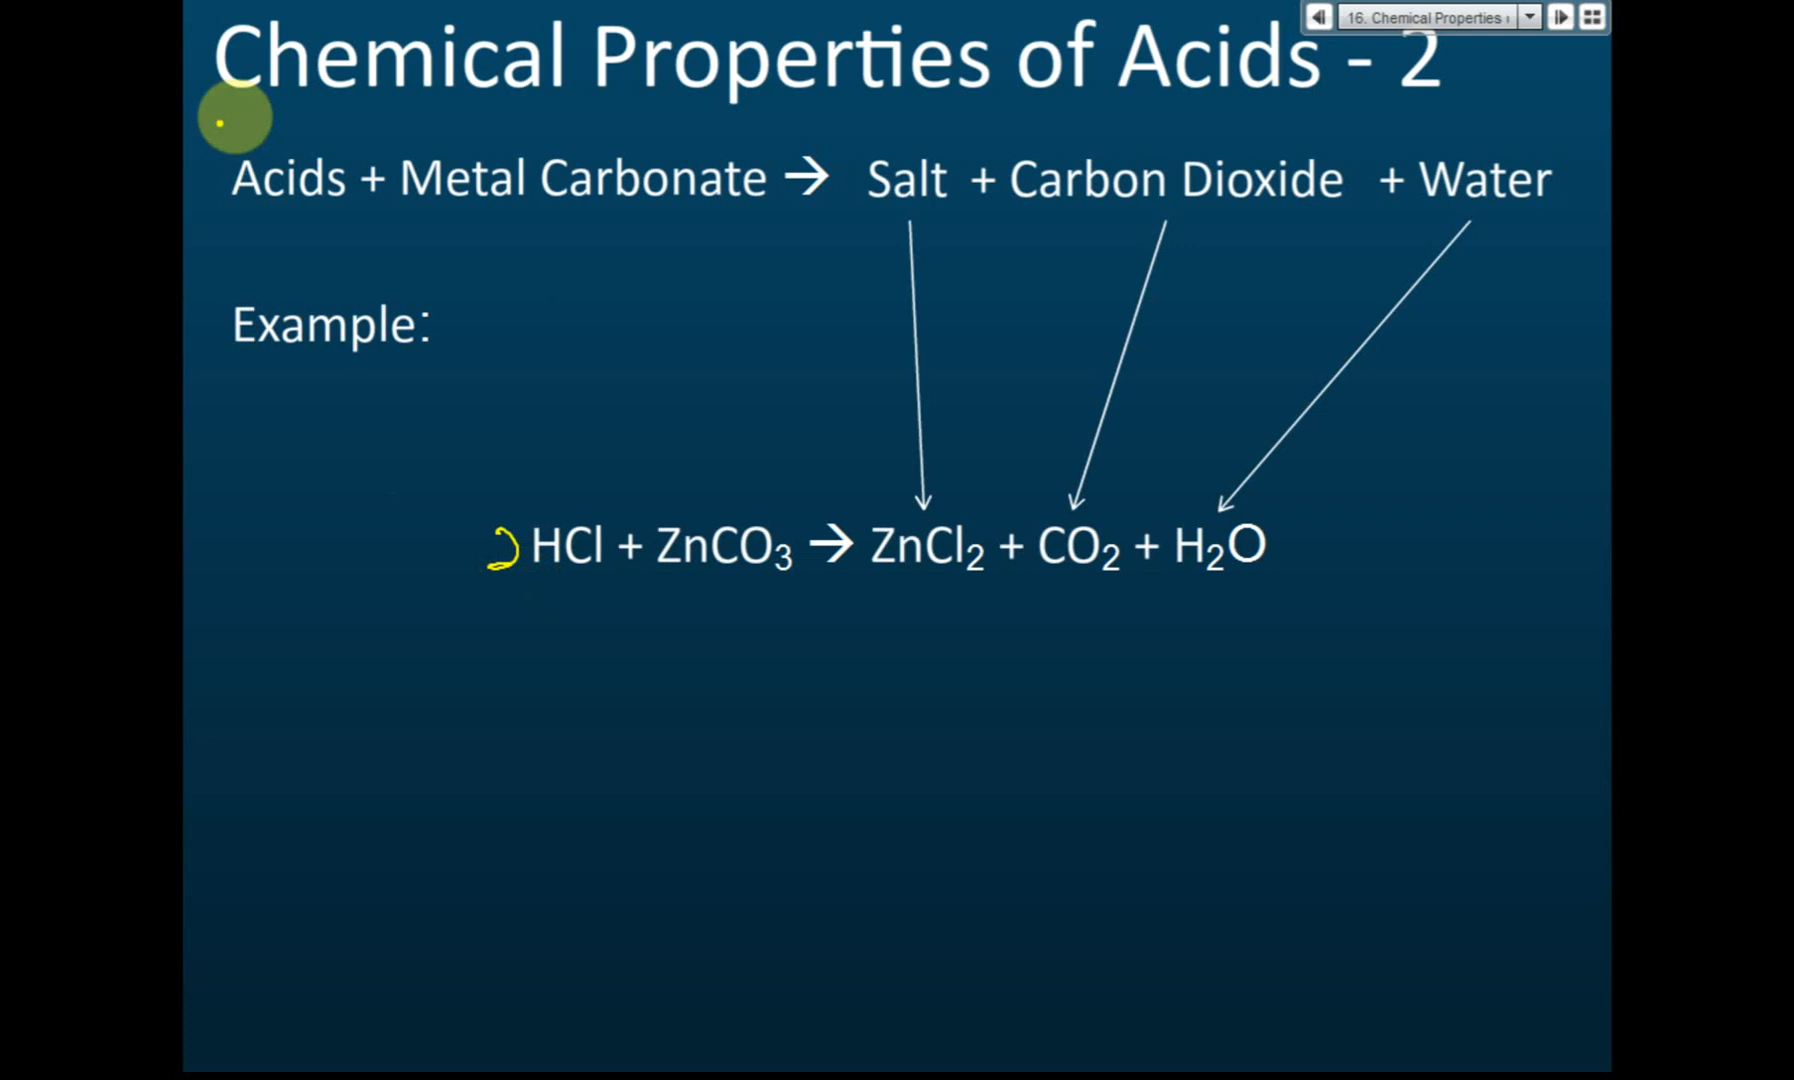 16. Chemical Properties
Chemical Properties of Acids - 2
Acids + Metal Carbonate → Salt + Carbon Dioxide + Water
Example:
2 HCl + ZnCO₃ → ZnCl₂ + CO₂ + H₂O